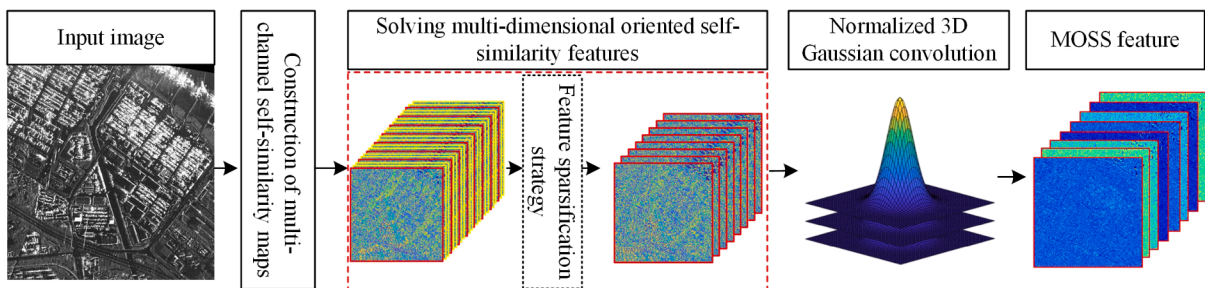 Input image
Construction of multi-
channel self-similarity maps
Solving multi-dimensional oriented self-
similarity features
Feature sparsification
strategy
Normalized 3D
Gaussian convolution
MOSS feature